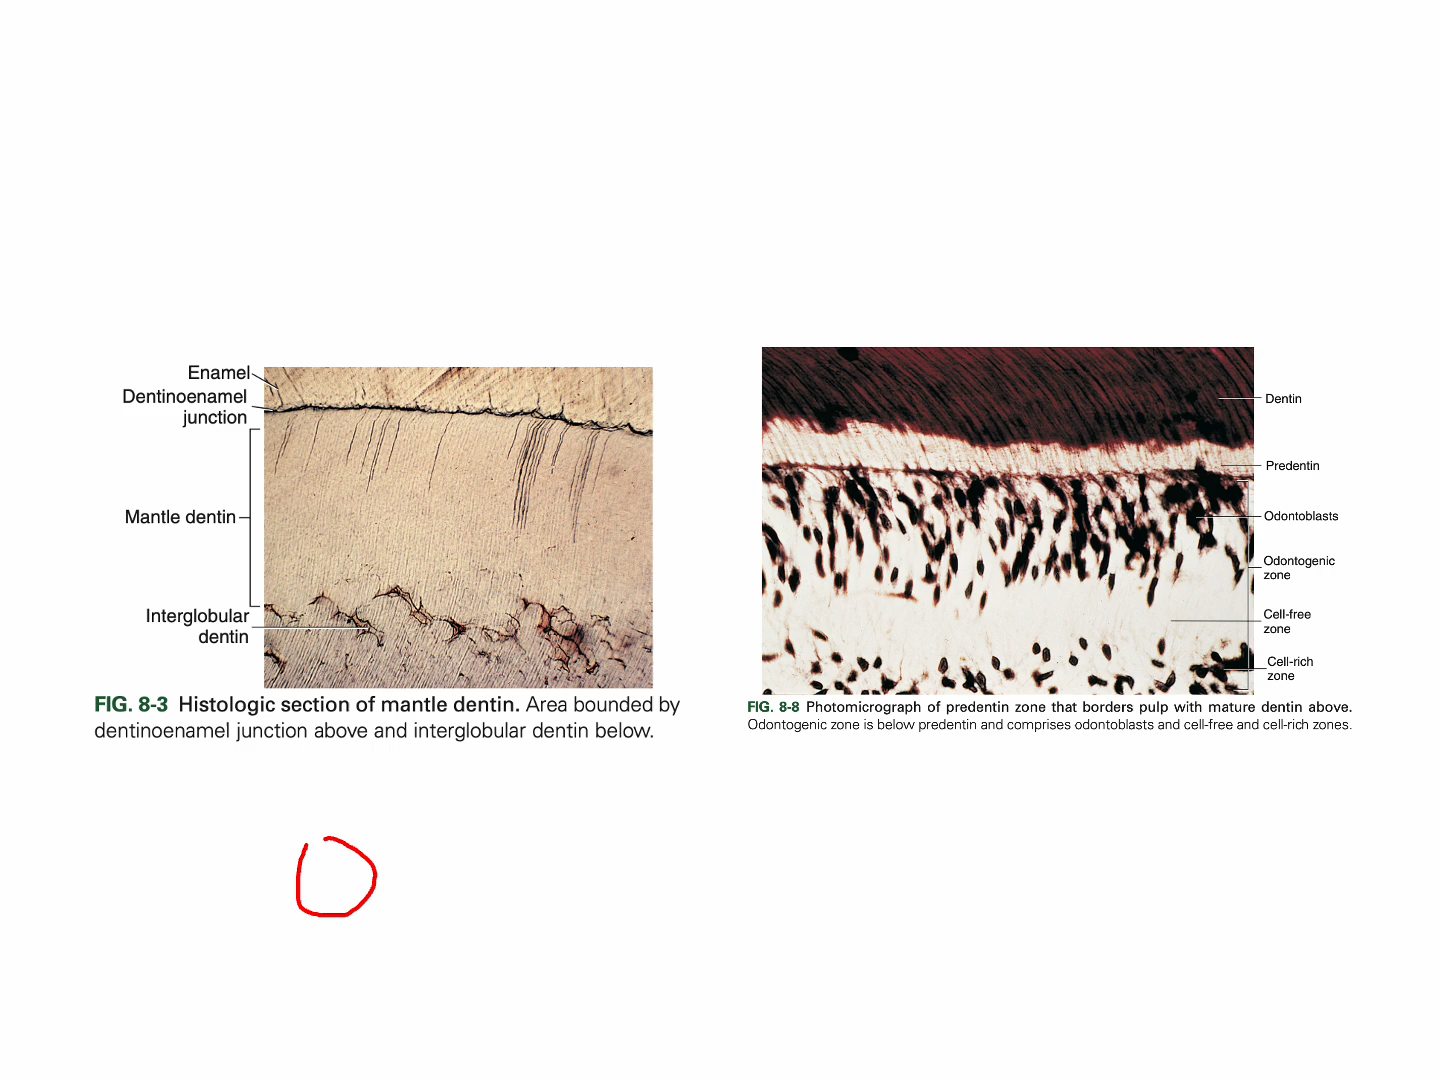 Enamel
Dentinoenamel
junction
Mantle dentin
Interglobular
dentin
FIG. 8-3 Histologic section of mantle dentin. Area bounded by
dentinoenamel junction above and interglobular dentin below.
Dentin
Predentin
Odontoblasts
Odontogenic
zone
Cell-free
zone
Cell-rich
zone
FIG. 8-8 Photomicrograph of predentin zone that borders pulp with mature dentin above.
Odontogenic zone is below predentin and comprises odontoblasts and cell-free and cell-rich zones.